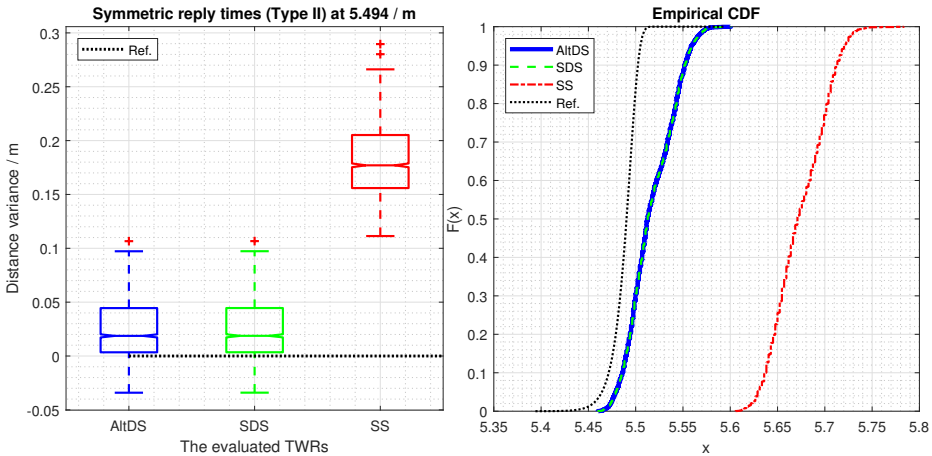 Symmetric reply times (Type II) at 5.494 / m
Ref.
Distance variance / m
0.3
0.25
0.2
0.15
0.1
0.05
0
-0.05
AltDS SDS SS
The evaluated TWRs
Empirical CDF
AltDS
SDS
SS
Ref.
F(x)
1
0.9
0.8
0.7
0.6
0.5
0.4
0.3
0.2
0.1
0
5.35 5.4 5.45 5.5 5.55 5.6 5.65 5.7 5.75 5.8
x